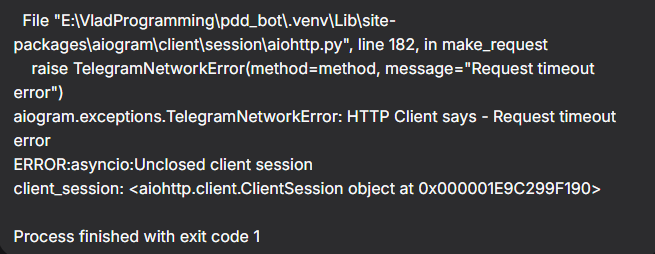 File "E:\VladProgramming\pdd_bot\.venv\Lib\site-
packages\aiogram\client\session\aiohttp.py", line 182, in make_request
raise TelegramNetworkError(method=method, message="Request timeout
error")
aiogram.exceptions.TelegramNetworkError: HTTP Client says - Request timeout
error
ERROR:asyncio:Unclosed client session
client_session: <aiohttp.client.ClientSession object at 0x000001E9C299F190>
Process finished with exit code 1